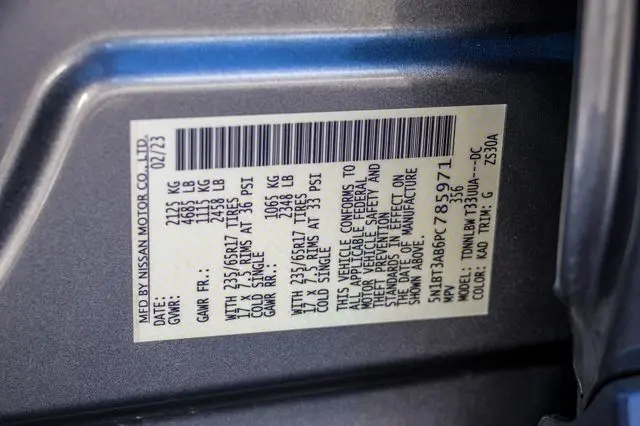 MFD BY NISSAN MOTOR CO.,LTD.
DATE: 02/23
GVWR: 2125 KG
4685 LB
GAWR FR.: 1115 KG
2458 LB
WITH 235/65R17 TIRES
17 X 7.5 RIMS AT 36 PSI
COLD SINGLE
GAWR RR.: 1065 KG
2348 LB
WITH 235/65R17 TIRES
17 X 7.5 RIMS AT 33 PSI
COLD SINGLE
THIS VEHICLE CONFORMS TO
ALL APPLICABLE FEDERAL
MOTOR VEHICLE SAFETY AND
THEFT PREVENTION
STANDARDS IN EFFECT ON
THE DATE OF MANUFACTURE
SHOWN ABOVE.
5N1BT3AB6PC785971
MPV 356
MODEL: TDNNLBW T33UUA---DC
COLOR: KAD TRIM: G ZS30A